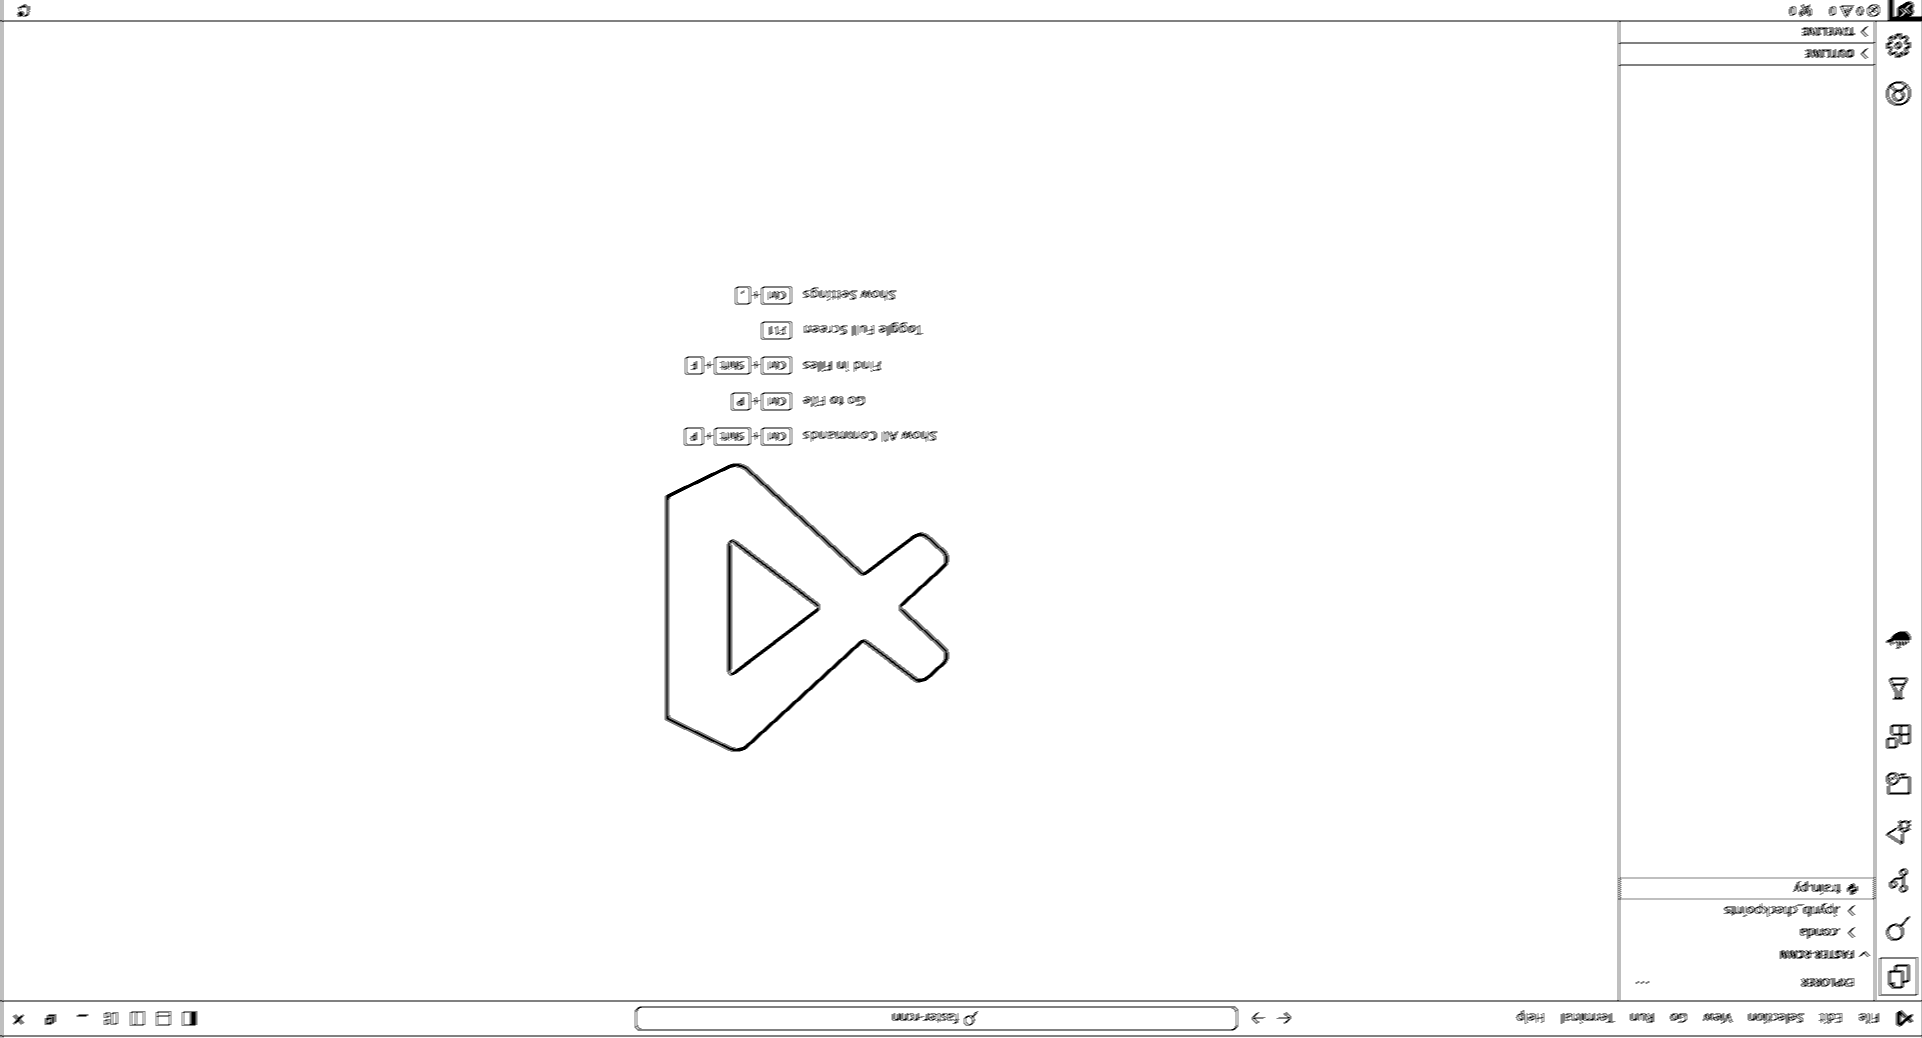 File Edit Selection View Go Run Terminal Help
faster-rcnn
EXPLORER
FASTER-RCNN
.conda
.ipynb_checkpoints
train.py
Show All Commands Ctrl + Shift + P
Go to File Ctrl + P
Find in Files Ctrl + Shift + F
Toggle Full Screen F11
Show Settings Ctrl + ,
OUTLINE
TIMELINE
0 0 0